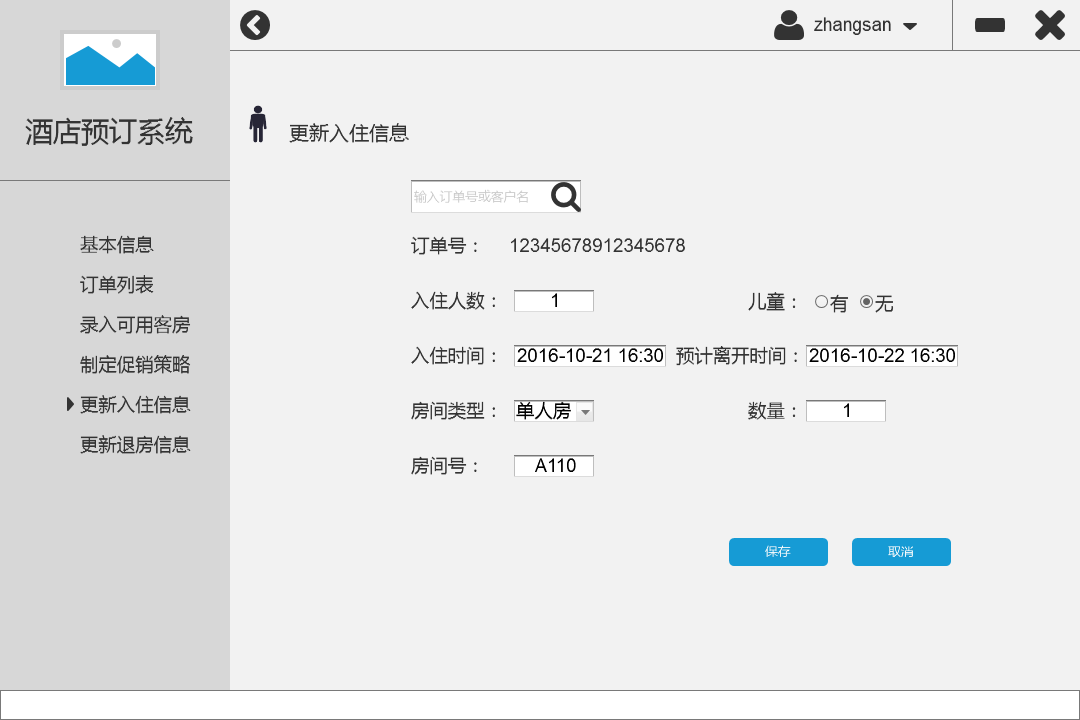 zhangsan
酒店预订系统
基本信息
订单列表
录入可用客房
制定促销策略
更新入住信息
更新退房信息
更新入住信息
输入订单号或客户名
订单号： 12345678912345678
入住人数： 1 儿童： 有 无
入住时间： 2016-10-21 16:30 预计离开时间： 2016-10-22 16:30
房间类型： 单人房 数量： 1
房间号： A110
保存 取消